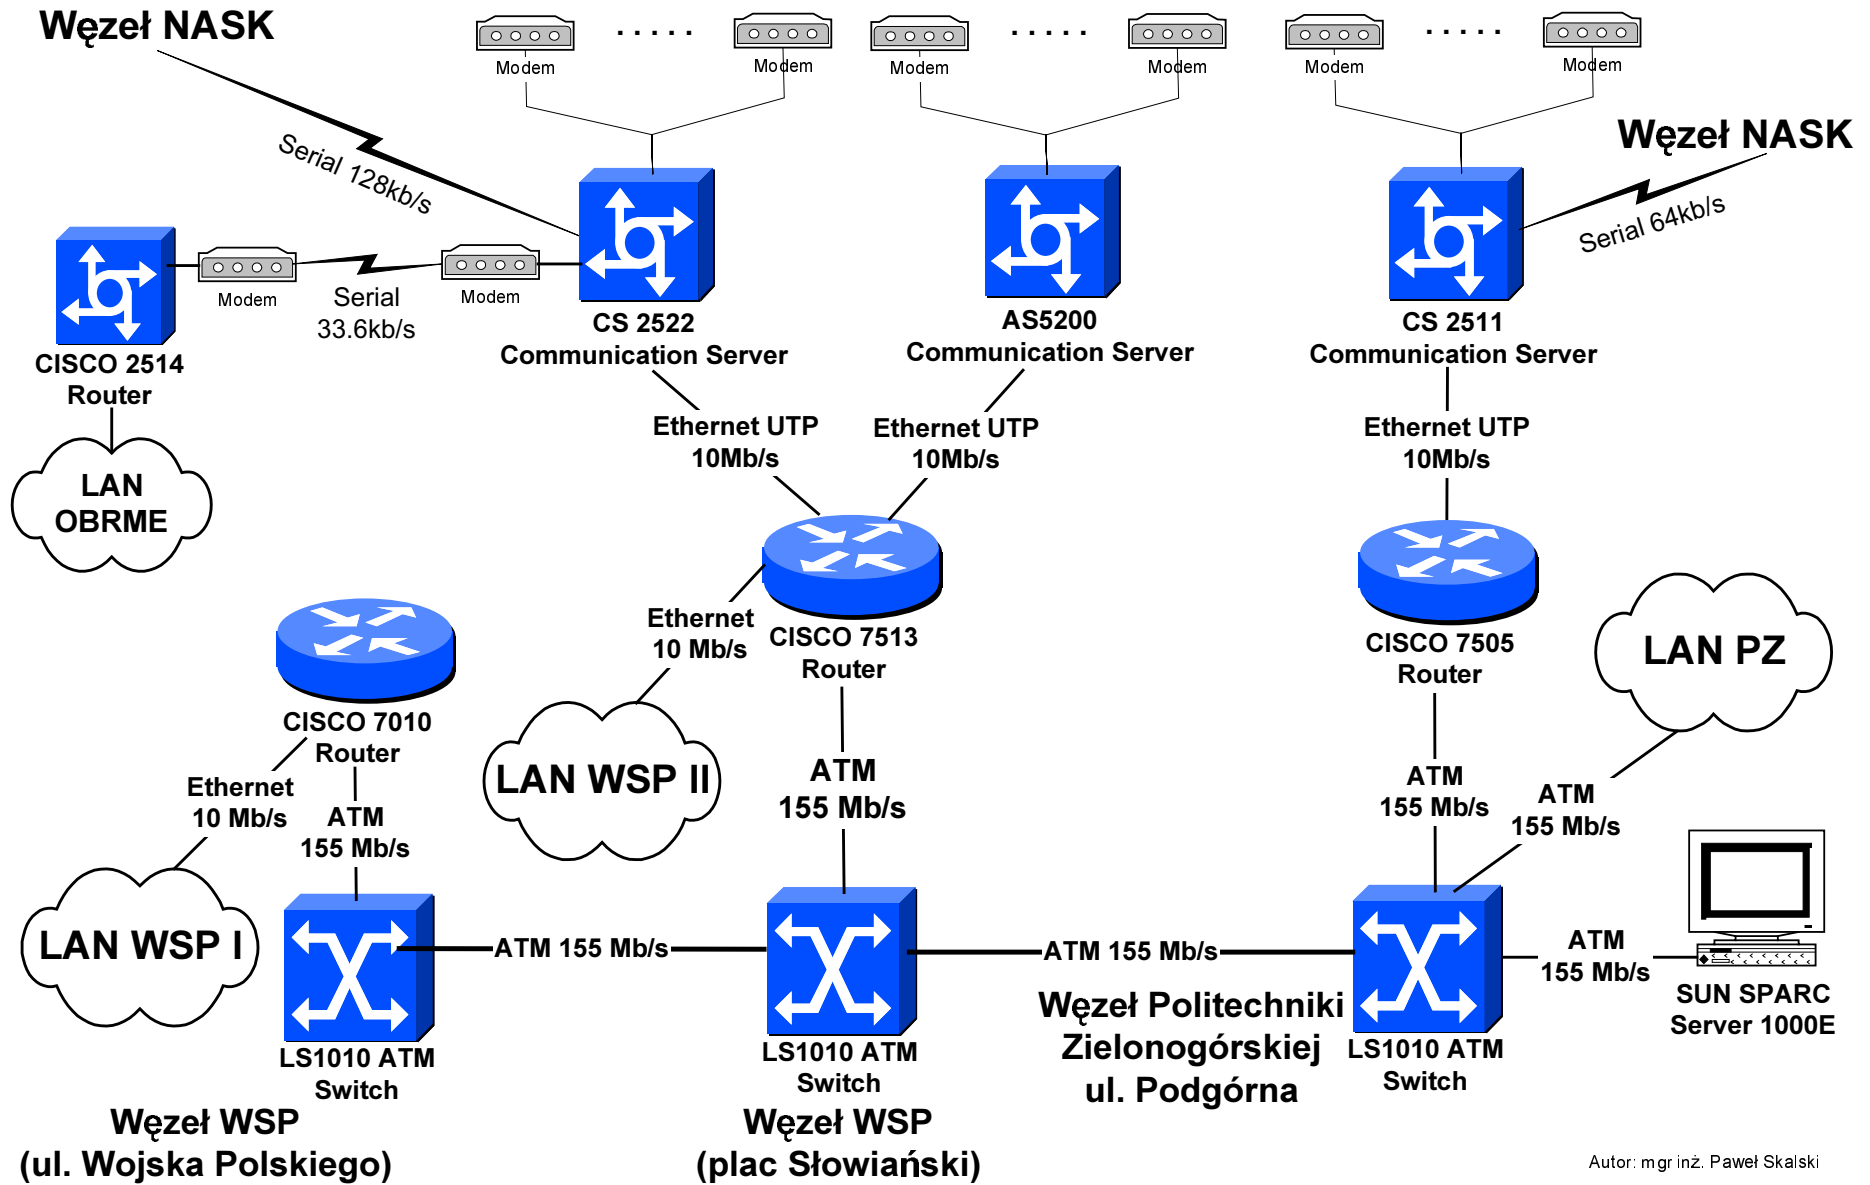 Węzeł NASK
Modem
Modem
Modem
Modem
Modem
Modem
Węzeł NASK
Serial 128kb/s
Serial 64kb/s
Modem
Serial
33.6kb/s
Modem
CISCO 2514
Router
CS 2522
Communication Server
AS5200
Communication Server
CS 2511
Communication Server
LAN
OBRME
Ethernet UTP
10Mb/s
Ethernet UTP
10Mb/s
Ethernet UTP
10Mb/s
Ethernet
10 Mb/s
CISCO 7513
Router
CISCO 7505
Router
LAN PZ
CISCO 7010
Router
LAN WSP II
Ethernet
10 Mb/s
ATM
155 Mb/s
ATM
155 Mb/s
ATM
155 Mb/s
ATM
155 Mb/s
LAN WSP I
ATM 155 Mb/s
ATM 155 Mb/s
ATM
155 Mb/s
SUN SPARC
Server 1000E
LS1010 ATM
Switch
LS1010 ATM
Switch
Węzeł Politechniki
Zielonogórskiej
ul. Podgórna
LS1010 ATM
Switch
Węzeł WSP
(ul. Wojska Polskiego)
Węzeł WSP
(plac Słowiański)
Autor: mgr inż. Paweł Skalski